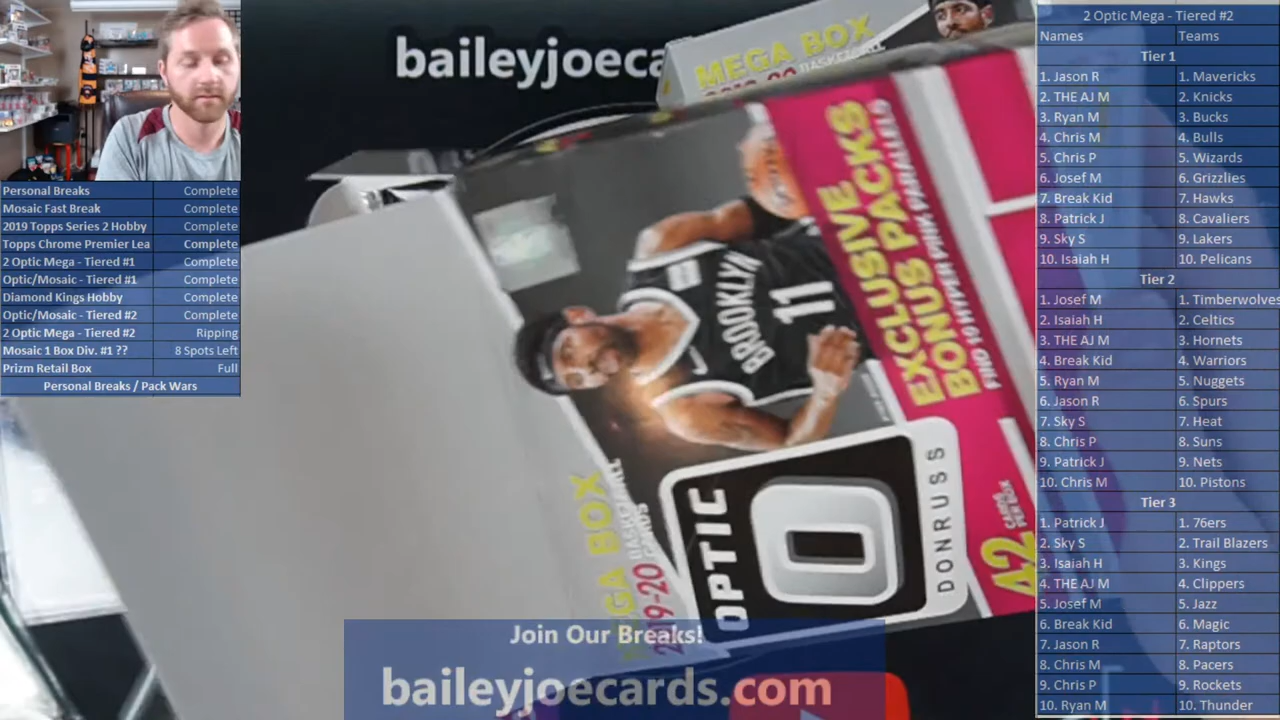 baileyjoeca
MEGA BOX
BASKETBALL
2019-20
EXCLUSIVE
BONUS PACKS
FIND 10 HYPER PINK PARALLELS
BROOKLYN
11
OPTIC
DONRUSS
MEGA BOX
2019-20 BASKETBALL CARDS
42 CARDS PER BOX
Personal Breaks Complete
Mosaic Fast Break Complete
2019 Topps Series 2 Hobby Complete
Topps Chrome Premier Lea Complete
2 Optic Mega - Tiered #1 Complete
Optic/Mosaic - Tiered #1 Complete
Diamond Kings Hobby Complete
Optic/Mosaic - Tiered #2 Complete
2 Optic Mega - Tiered #2 Ripping
Mosaic 1 Box Div. #1 ?? 8 Spots Left
Prizm Retail Box Full
Personal Breaks / Pack Wars
Join Our Breaks!
baileyjoecards.com
2 Optic Mega - Tiered #2
Names Teams
Tier 1
1. Jason R 1. Mavericks
2. THE AJ M 2. Knicks
3. Ryan M 3. Bucks
4. Chris M 4. Bulls
5. Chris P 5. Wizards
6. Josef M 6. Grizzlies
7. Break Kid 7. Hawks
8. Patrick J 8. Cavaliers
9. Sky S 9. Lakers
10. Isaiah H 10. Pelicans
Tier 2
1. Josef M 1. Timberwolves
2. Isaiah H 2. Celtics
3. THE AJ M 3. Hornets
4. Break Kid 4. Warriors
5. Ryan M 5. Nuggets
6. Jason R 6. Spurs
7. Sky S 7. Heat
8. Chris P 8. Suns
9. Patrick J 9. Nets
10. Chris M 10. Pistons
Tier 3
1. Patrick J 1. 76ers
2. Sky S 2. Trail Blazers
3. Isaiah H 3. Kings
4. THE AJ M 4. Clippers
5. Josef M 5. Jazz
6. Break Kid 6. Magic
7. Jason R 7. Raptors
8. Chris M 8. Pacers
9. Chris P 9. Rockets
10. Ryan M 10. Thunder